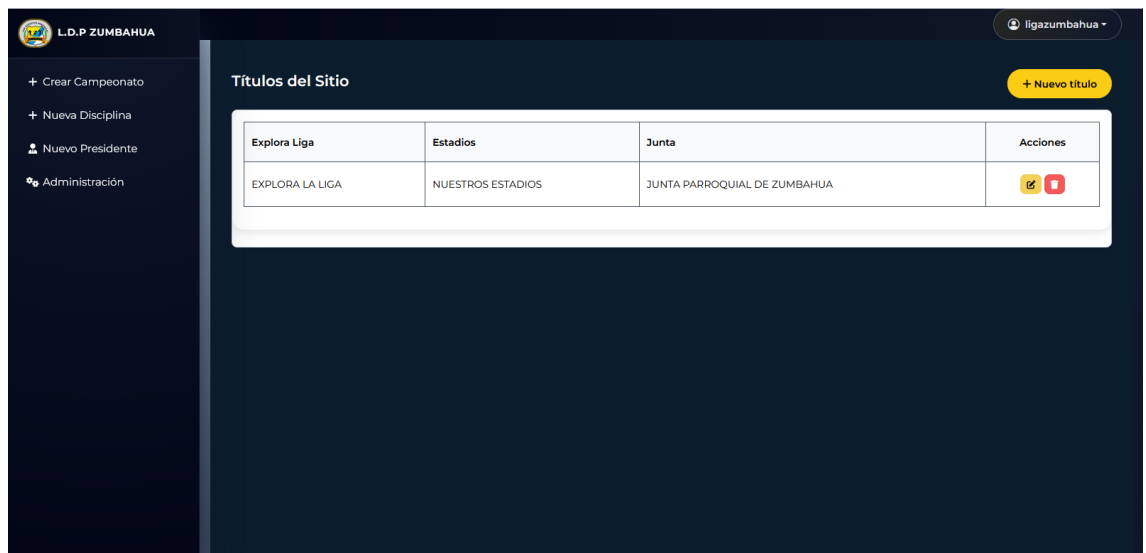 L.D.P ZUMBAHUA
ligazumbahua
+ Crear Campeonato
+ Nueva Disciplina
Nuevo Presidente
Administración
Títulos del Sitio
+ Nuevo título
Explora Liga Estadios Junta Acciones
EXPLORA LA LIGA NUESTROS ESTADIOS JUNTA PARROQUIAL DE ZUMBAHUA